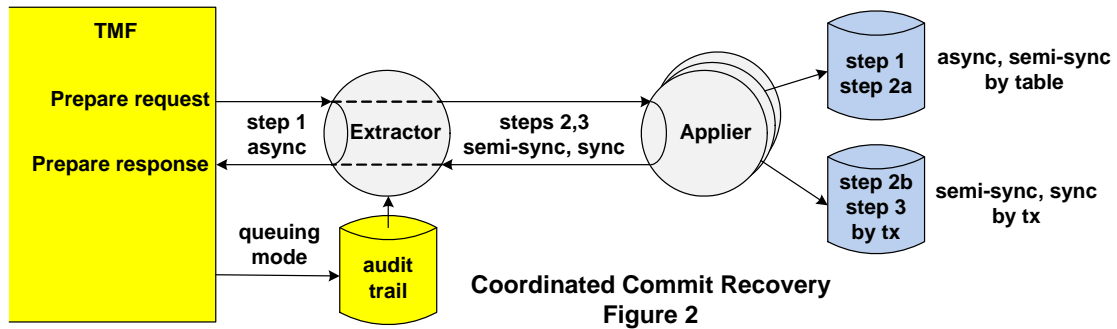 TMF
Prepare request
Prepare response
step 1
async
Extractor
steps 2,3
semi-sync, sync
Applier
step 1
step 2a
async, semi-sync
by table
step 2b
step 3
by tx
semi-sync, sync
by tx
queuing
mode
audit
trail
Coordinated Commit Recovery
Figure 2